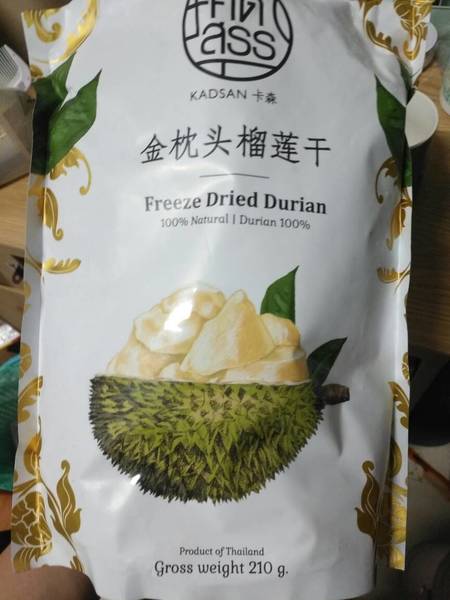 KADSAN 卡森
金枕头榴莲干
Freeze Dried Durian
100% Natural | Durian 100%
Product of Thailand
Gross weight 210 g.